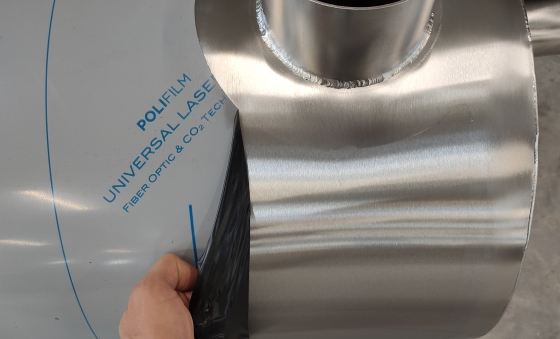 POLIFILM
UNIVERSAL LASE
FIBER OPTIC & CO₂ TECH